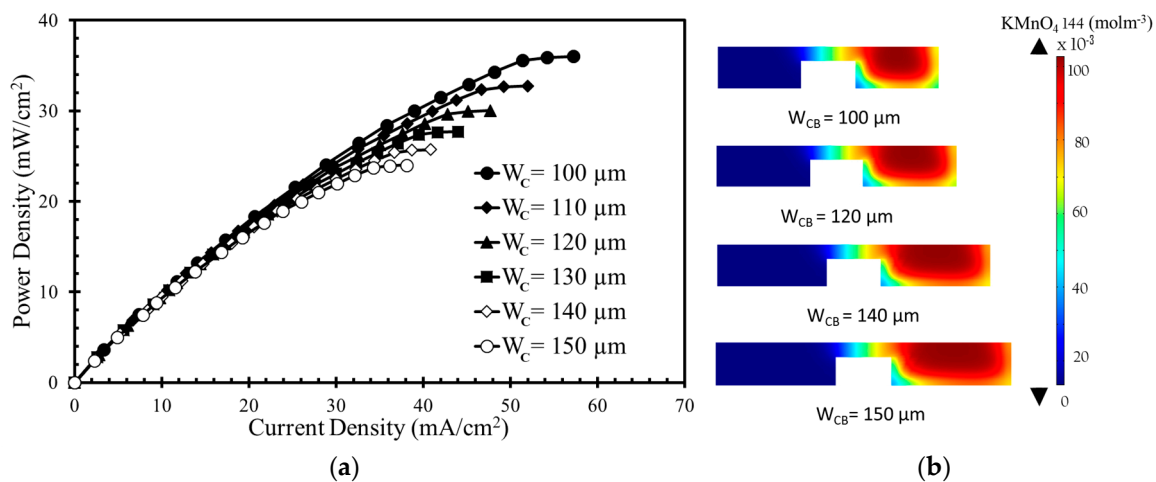 Power Density (mW/cm²)
40
30
20
10
0
W_C = 100 µm
W_C = 110 µm
W_C = 120 µm
W_C = 130 µm
W_C = 140 µm
W_C = 150 µm
0 10 20 30 40 50 60 70
Current Density (mA/cm²)
(a)
KMnO₄ 144 (molm⁻³)
x 10⁻³
100
80
60
40
20
0
W_CB = 100 µm
W_CB = 120 µm
W_CB = 140 µm
W_CB = 150 µm
(b)